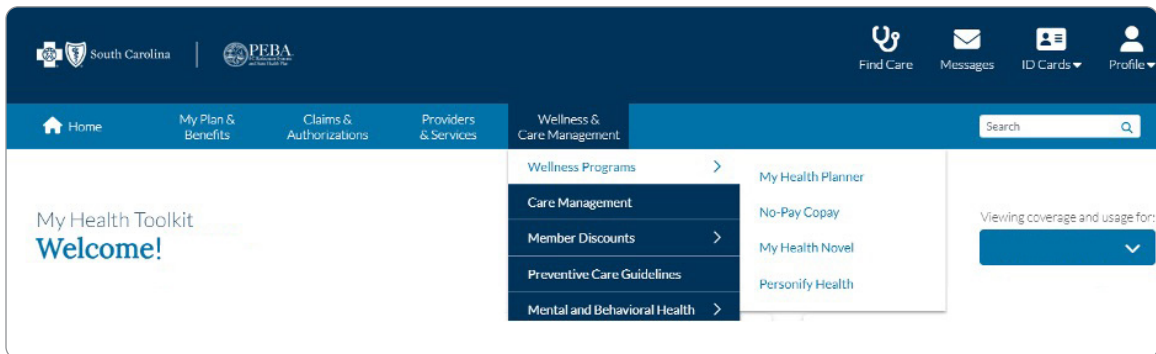 South Carolina
PEBA
Find Care
Messages
ID Cards
Profile
Home
My Plan &
Benefits
Claims &
Authorizations
Providers
& Services
Wellness &
Care Management
Search
Wellness Programs
Care Management
Member Discounts
Preventive Care Guidelines
Mental and Behavioral Health
My Health Planner
No-Pay Copay
My Health Novel
Personify Health
My Health Toolkit
Welcome!
Viewing coverage and usage for: